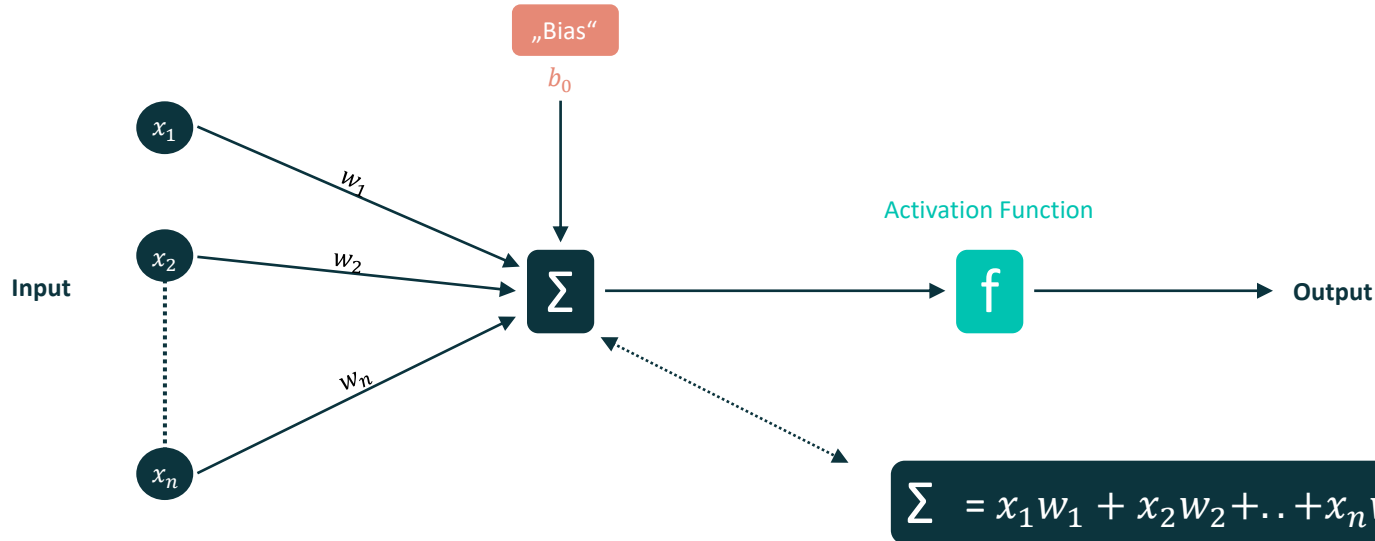 „Bias“
b₀
x₁
w₁
Activation Function
x₂
w₂
Input
Σ
f
Output
wₙ
xₙ
Σ = x₁w₁ + x₂w₂+..+xₙ